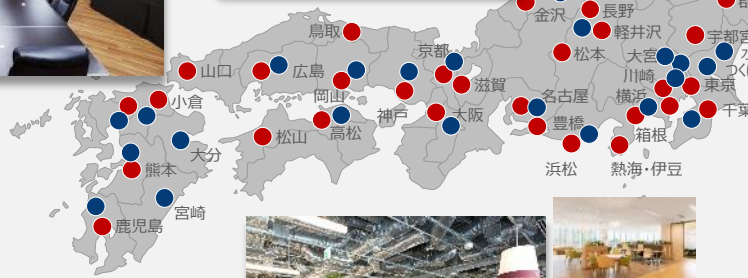 金沢
長野
鳥取
軽井沢
宇都宮
京都
松本
大宮
山口
広島
つく
川崎
滋賀
東京
岡山
小倉
名古屋
横浜
神戸
大阪
千葉
豊橋
松山
高松
箱根
大分
浜松
熱海・伊豆
熊本
宮崎
鹿児島